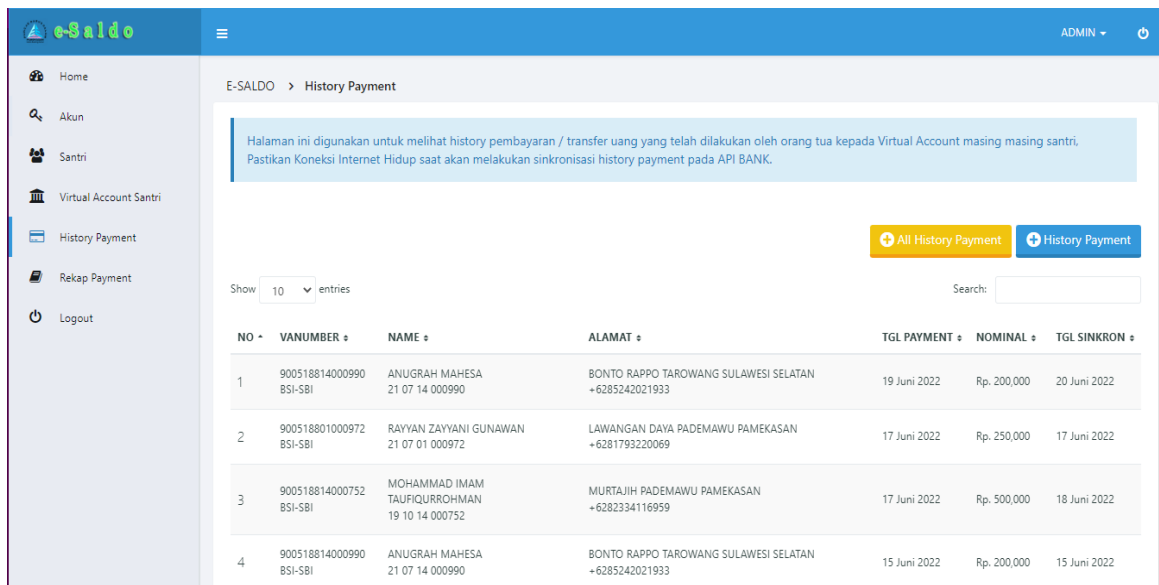 e-Saldo
ADMIN
Home
Akun
Santri
Virtual Account Santri
History Payment
Rekap Payment
Logout
E-SALDO > History Payment
Halaman ini digunakan untuk melihat history pembayaran / transfer uang yang telah dilakukan oleh orang tua kepada Virtual Account masing masing santri,
Pastikan Koneksi Internet Hidup saat akan melakukan sinkronisasi history payment pada API BANK.
All History Payment History Payment
Show 10 entries Search:
NO VANUMBER NAME ALAMAT TGL PAYMENT NOMINAL TGL SINKRON
1 900518814000990 ANUGRAH MAHESA BONTO RAPPO TAROWANG SULAWESI SELATAN 19 Juni 2022 Rp. 200,000 20 Juni 2022
BSI-SBI 21 07 14 000990 +6285242021933
2 900518801000972 RAYYAN ZAYYANI GUNAWAN LAWANGAN DAYA PADEMAWU PAMEKASAN 17 Juni 2022 Rp. 250,000 17 Juni 2022
BSI-SBI 21 07 01 000972 +6281793220069
3 900518814000752 MOHAMMAD IMAM MURTAJIH PADEMAWU PAMEKASAN 17 Juni 2022 Rp. 500,000 18 Juni 2022
BSI-SBI TAUFIQURROHMAN +6282334116959
19 10 14 000752
4 900518814000990 ANUGRAH MAHESA BONTO RAPPO TAROWANG SULAWESI SELATAN 15 Juni 2022 Rp. 200,000 15 Juni 2022
BSI-SBI 21 07 14 000990 +6285242021933